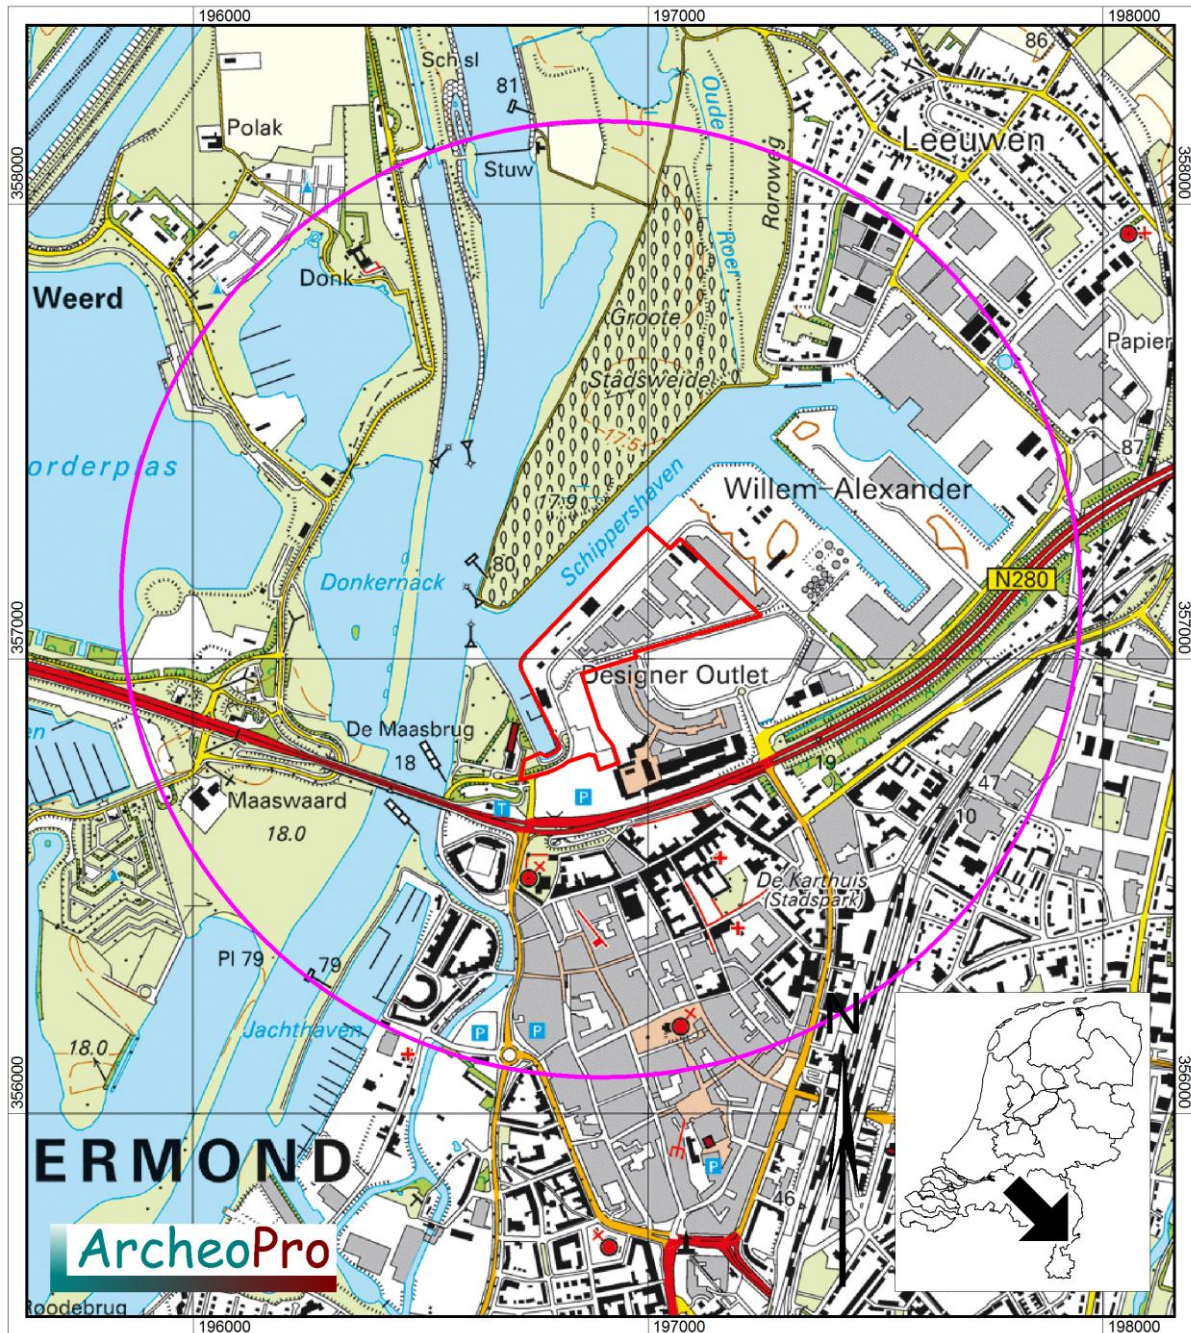 196000
197000
198000
86
Sch sl
81
Oude
Polak
Leeuwen
Stuw
Roroweg
358000
358000
Roer
Donk
Weerd
Groote
Papier
Stadsweide
17.5
orderplas
87
Willem-Alexander
17.9
Schippershaven
80
N280
Donkernack
357000
357000
Designer Outlet
en
De Maasbrug
18
19
P
T
47
Maaswaard
18.0
10
De Karthuis
(Stadspark)
Pl 79
79
N
Jachthaven
P
P
18.0
356000
356000
ERMOND
P
46
ArcheoPro
Roodebrug
196000
197000
198000